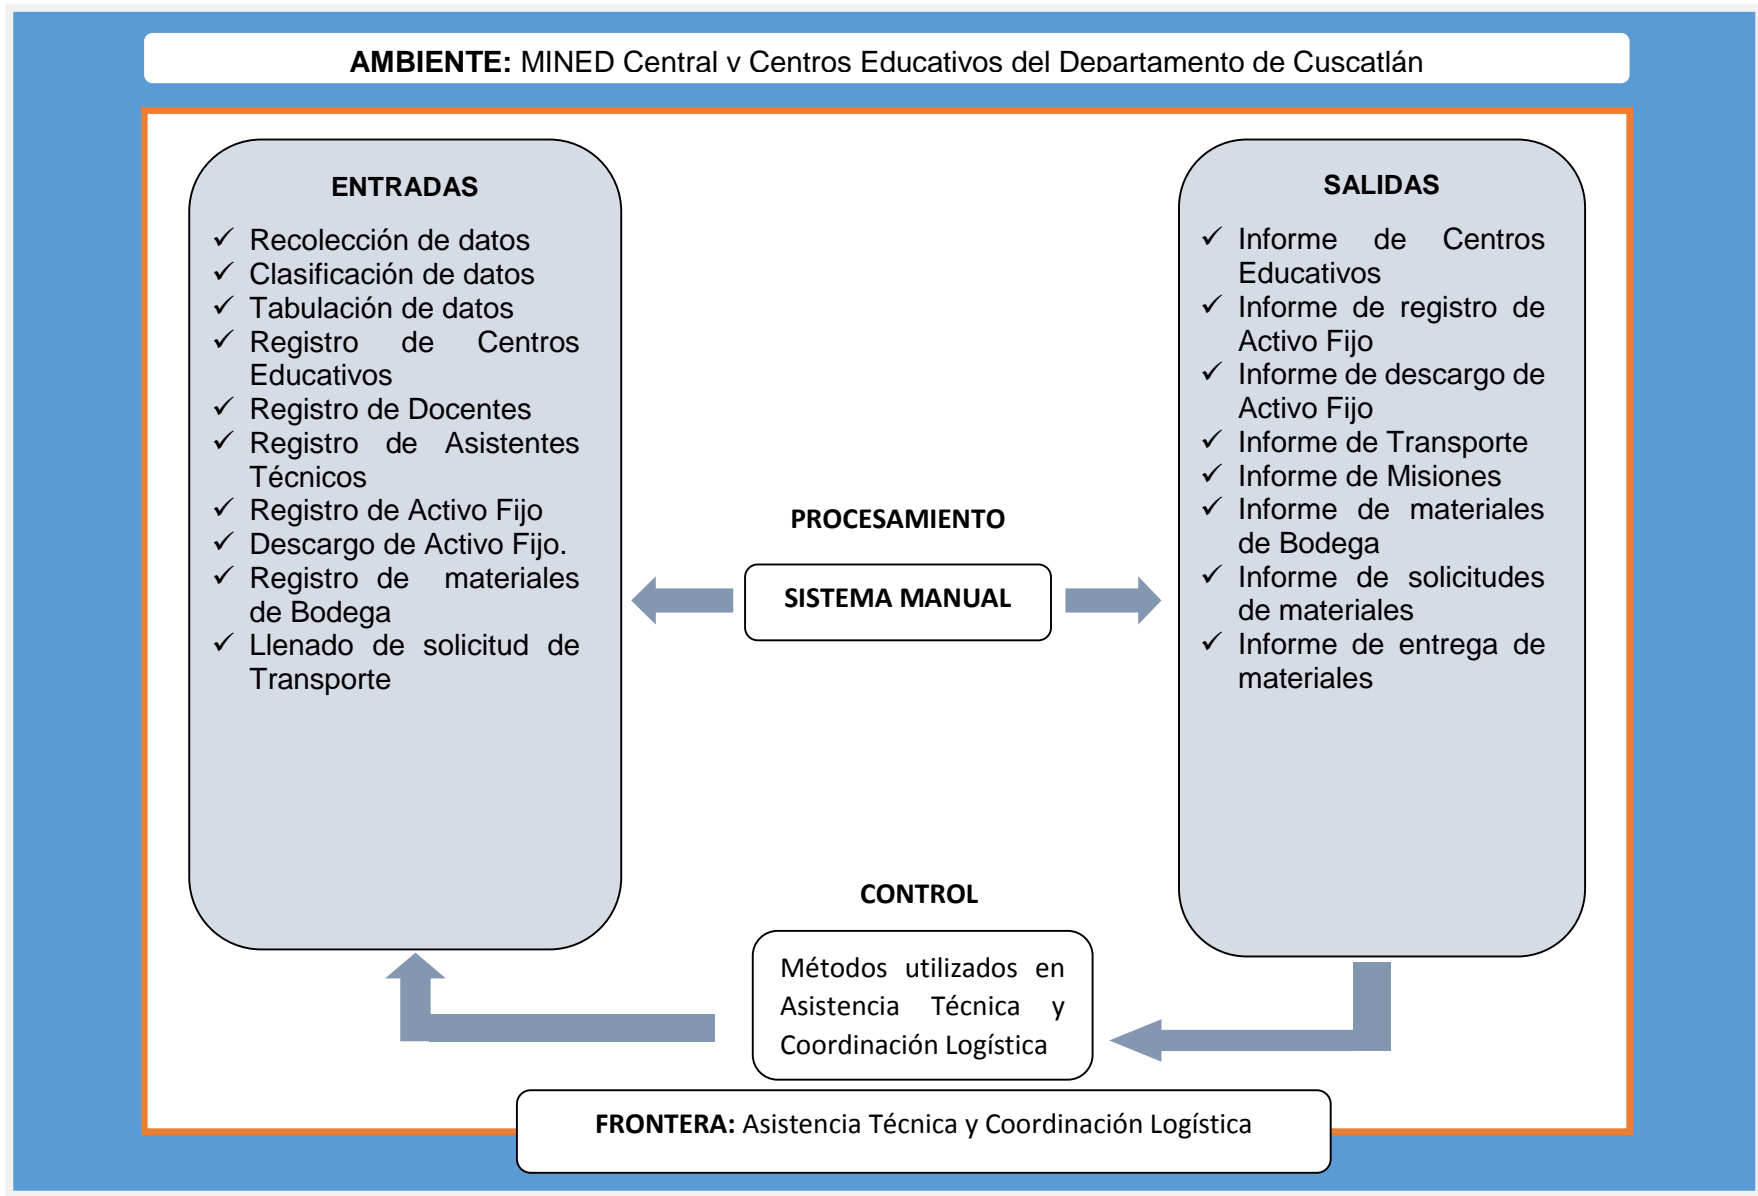 AMBIENTE: MINED Central y Centros Educativos del Departamento de Cuscatlán
ENTRADAS
✓ Recolección de datos
✓ Clasificación de datos
✓ Tabulación de datos
✓ Registro de Centros
Educativos
✓ Registro de Docentes
✓ Registro de Asistentes
Técnicos
✓ Registro de Activo Fijo
✓ Descargo de Activo Fijo.
✓ Registro de materiales
de Bodega
✓ Llenado de solicitud de
Transporte
PROCESAMIENTO
SISTEMA MANUAL
SALIDAS
✓ Informe de Centros
Educativos
✓ Informe de registro de
Activo Fijo
✓ Informe de descargo de
Activo Fijo
✓ Informe de Transporte
✓ Informe de Misiones
✓ Informe de materiales
de Bodega
✓ Informe de solicitudes
de materiales
✓ Informe de entrega de
materiales
CONTROL
Métodos utilizados en
Asistencia Técnica y
Coordinación Logística
FRONTERA: Asistencia Técnica y Coordinación Logística